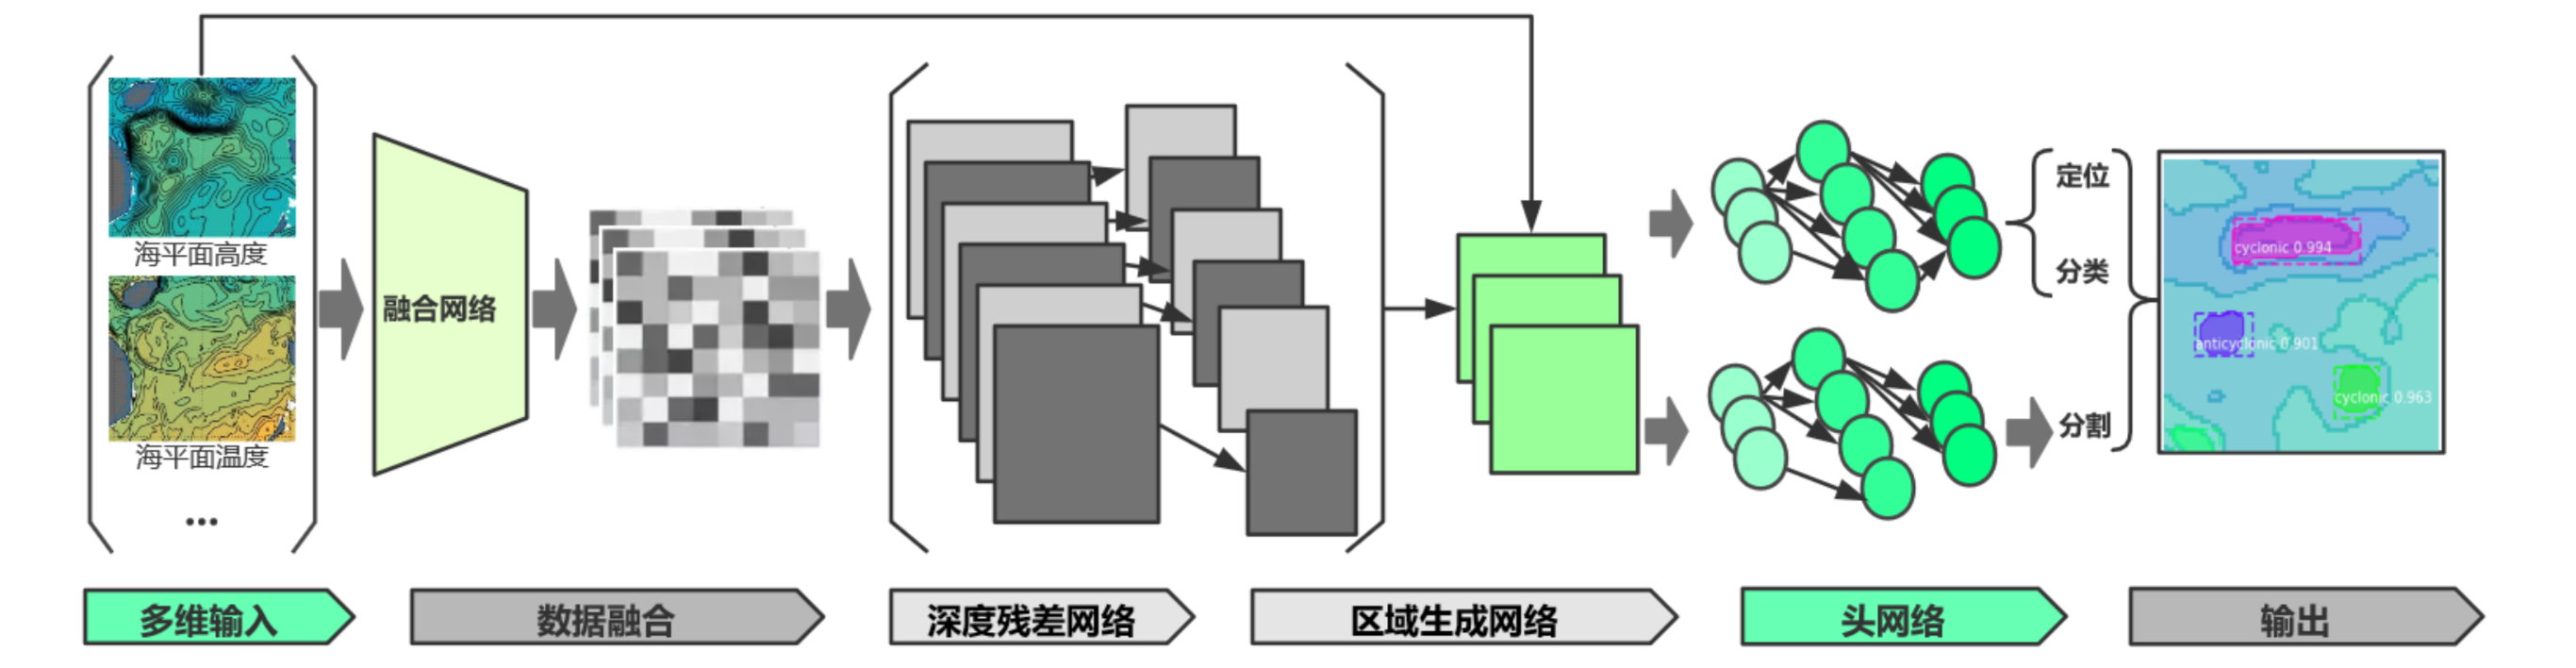 海平面高度
海平面温度
...
融合网络
定位
分类
分割
cyclonic 0.994
anticyclonic 0.901
cyclonic 0.963
多维输入
数据融合
深度残差网络
区域生成网络
头网络
输出